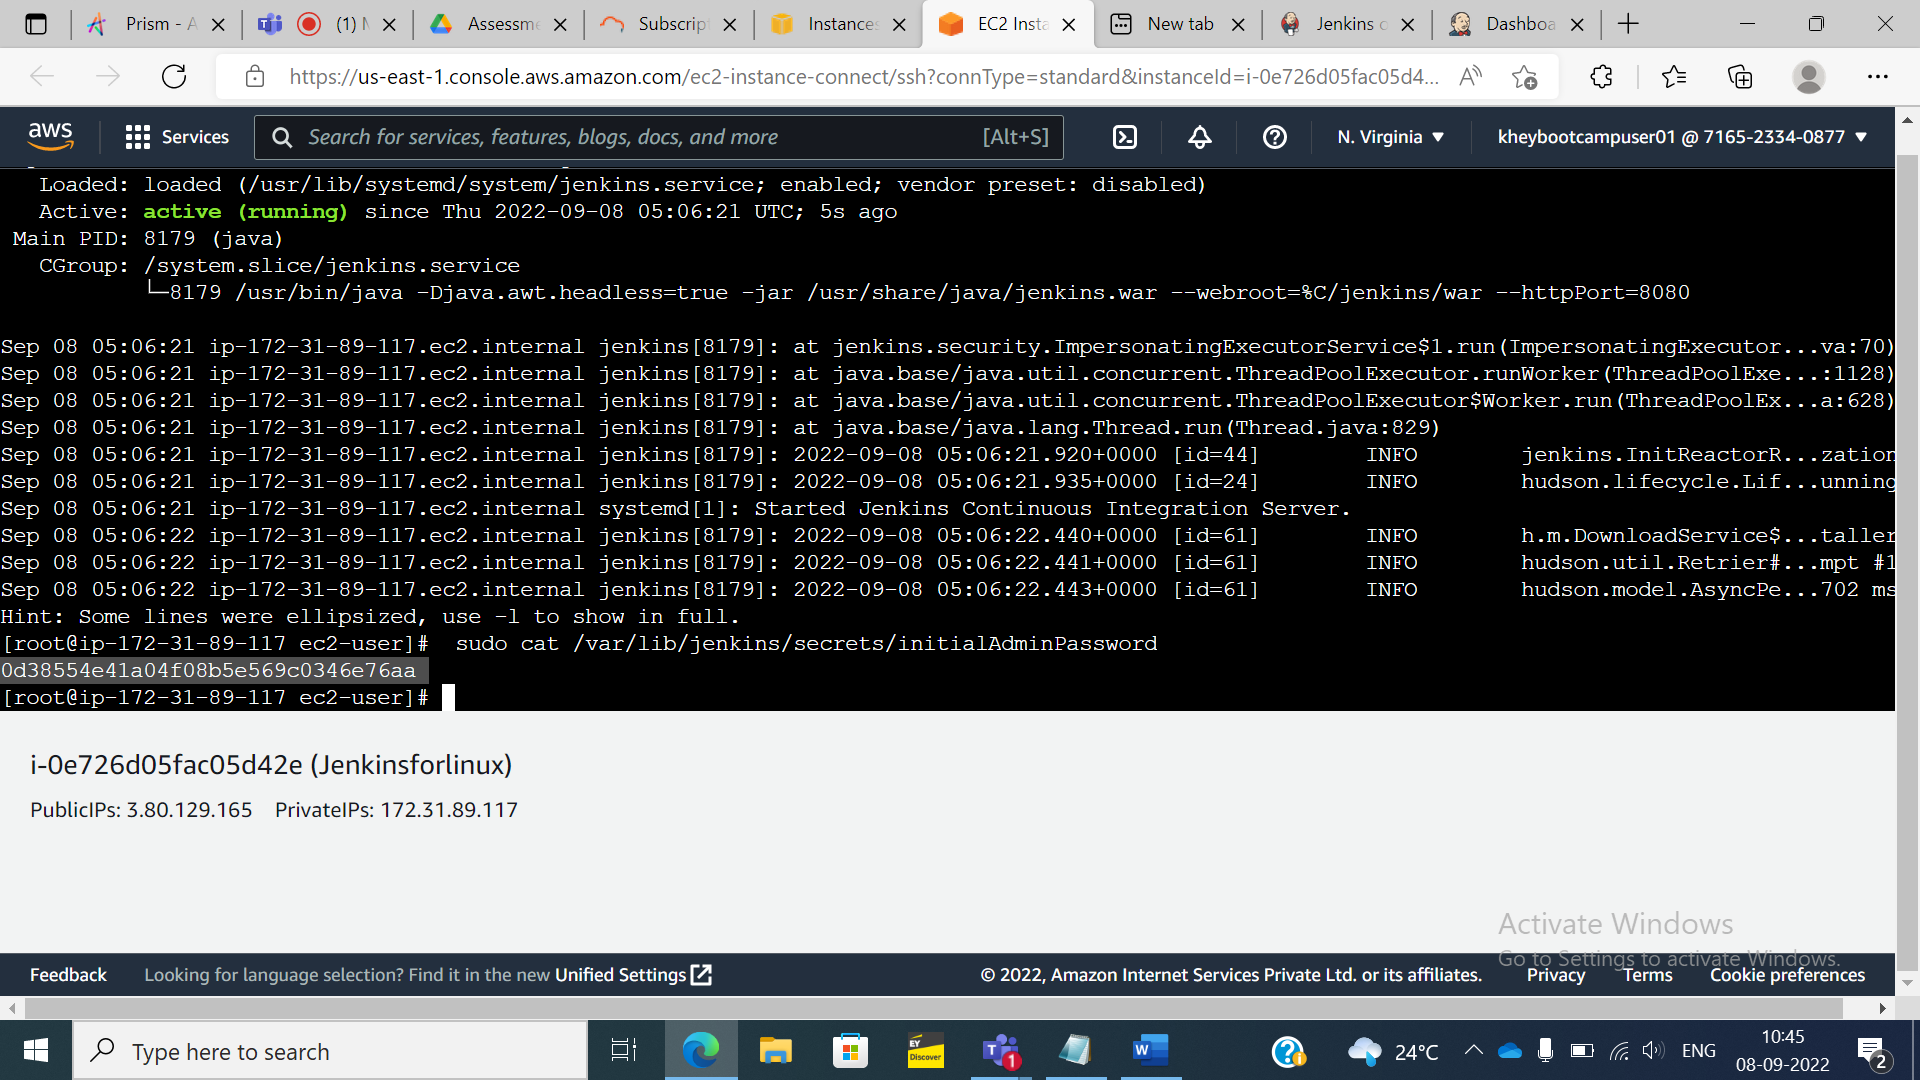 Prism - A
(1) M
Assessme
Subscrip
Instances
EC2 Insta
New tab
Jenkins o
Dashboa
https://us-east-1.console.aws.amazon.com/ec2-instance-connect/ssh?connType=standard&instanceId=i-0e726d05fac05d4...
aws
Services
Search for services, features, blogs, docs, and more
[Alt+S]
N. Virginia
kheybootcampuser01 @ 7165-2334-0877
Loaded: loaded (/usr/lib/systemd/system/jenkins.service; enabled; vendor preset: disabled)
Active: active (running) since Thu 2022-09-08 05:06:21 UTC; 5s ago
Main PID: 8179 (java)
CGroup: /system.slice/jenkins.service
└─8179 /usr/bin/java -Djava.awt.headless=true -jar /usr/share/java/jenkins.war --webroot=%C/jenkins/war --httpPort=8080
Sep 08 05:06:21 ip-172-31-89-117.ec2.internal jenkins[8179]: at jenkins.security.ImpersonatingExecutorService$1.run(ImpersonatingExecutor...va:70)
Sep 08 05:06:21 ip-172-31-89-117.ec2.internal jenkins[8179]: at java.base/java.util.concurrent.ThreadPoolExecutor.runWorker(ThreadPoolExe...:1128)
Sep 08 05:06:21 ip-172-31-89-117.ec2.internal jenkins[8179]: at java.base/java.util.concurrent.ThreadPoolExecutor$Worker.run(ThreadPoolEx...a:628)
Sep 08 05:06:21 ip-172-31-89-117.ec2.internal jenkins[8179]: at java.base/java.lang.Thread.run(Thread.java:829)
Sep 08 05:06:21 ip-172-31-89-117.ec2.internal jenkins[8179]: 2022-09-08 05:06:21.920+0000 [id=44] INFO jenkins.InitReactorR...zation
Sep 08 05:06:21 ip-172-31-89-117.ec2.internal jenkins[8179]: 2022-09-08 05:06:21.935+0000 [id=24] INFO hudson.lifecycle.Lif...unning
Sep 08 05:06:21 ip-172-31-89-117.ec2.internal systemd[1]: Started Jenkins Continuous Integration Server.
Sep 08 05:06:22 ip-172-31-89-117.ec2.internal jenkins[8179]: 2022-09-08 05:06:22.440+0000 [id=61] INFO h.m.DownloadService$...taller
Sep 08 05:06:22 ip-172-31-89-117.ec2.internal jenkins[8179]: 2022-09-08 05:06:22.441+0000 [id=61] INFO hudson.util.Retrier#...mpt #1
Sep 08 05:06:22 ip-172-31-89-117.ec2.internal jenkins[8179]: 2022-09-08 05:06:22.443+0000 [id=61] INFO hudson.model.AsyncPe...702 ms
Hint: Some lines were ellipsized, use -l to show in full.
[root@ip-172-31-89-117 ec2-user]# sudo cat /var/lib/jenkins/secrets/initialAdminPassword
0d38554e41a04f08b5e569c0346e76aa
[root@ip-172-31-89-117 ec2-user]#
i-0e726d05fac05d42e (Jenkinsforlinux)
PublicIPs: 3.80.129.165 PrivateIPs: 172.31.89.117
Activate Windows
Go to Settings to activate Windows.
Feedback
Looking for language selection? Find it in the new Unified Settings
© 2022, Amazon Internet Services Private Ltd. or its affiliates.
Privacy
Terms
Cookie preferences
Type here to search
EY
Discover
1
24°C
ENG
10:45
08-09-2022
2